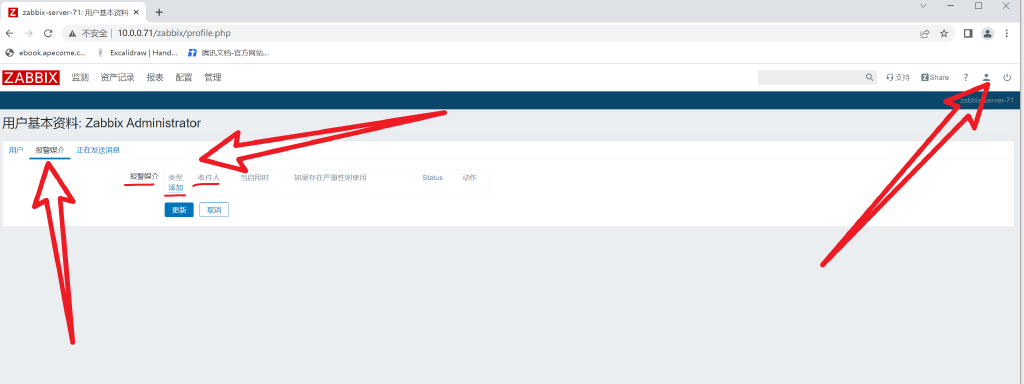 zabbix-server-71: 用户基本资料
不安全 | 10.0.0.71/zabbix/profile.php
ebook.apecome.c... Excalidraw | Hand... 腾讯文档-官方网站...
ZABBIX 监测 资产记录 报表 配置 管理 支持 Z Share ?
zabbix-server-71
用户基本资料: Zabbix Administrator
用户 报警媒介 正在发送消息
报警媒介 类型 收件人 当启用时 如果存在严重性则使用 Status 动作
添加
更新 取消